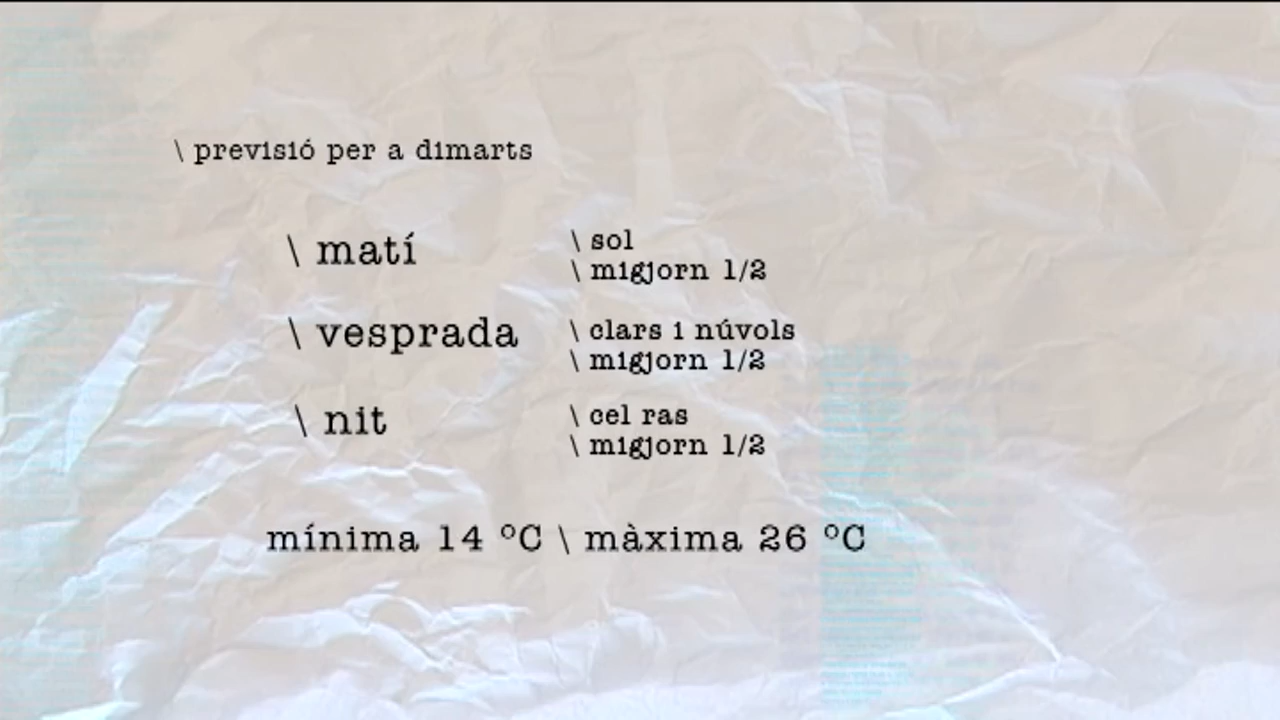 \ previsió per a dimarts
\ matí
\ sol
\ migjorn 1/2
\ vesprada
\ clars i núvols
\ migjorn 1/2
\ nit
\ cel ras
\ migjorn 1/2
mínima 14 ºC \ màxima 26 ºC